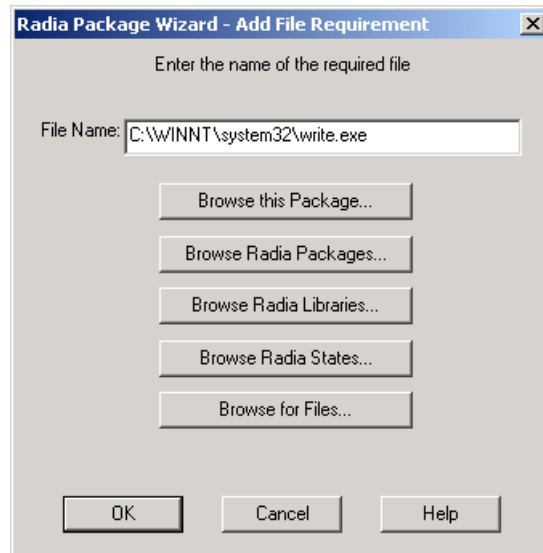 Radia Package Wizard - Add File Requirement
Enter the name of the required file
File Name: C:\WINNT\system32\write.exe
Browse this Package...
Browse Radia Packages...
Browse Radia Libraries...
Browse Radia States...
Browse for Files...
OK Cancel Help